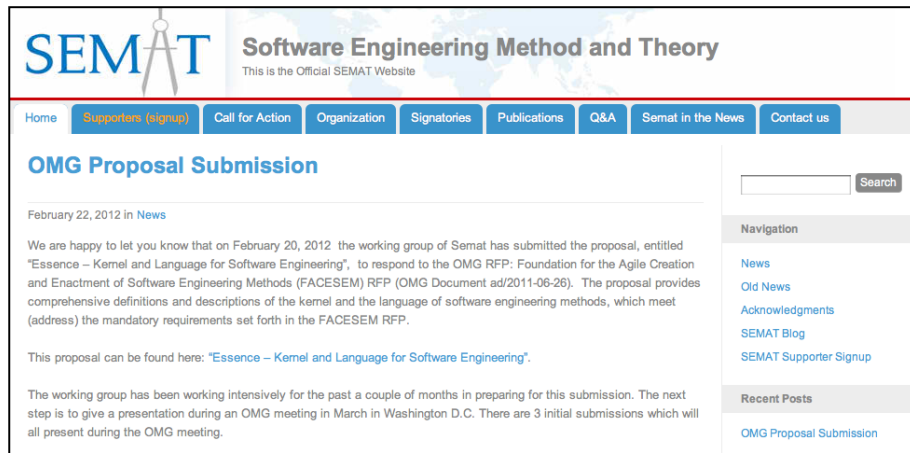 SEMAT
Software Engineering Method and Theory
This is the Official SEMAT Website
Home
Supporters (signup)
Call for Action
Organization
Signatories
Publications
Q&A
Semat in the News
Contact us
OMG Proposal Submission
February 22, 2012 in News
We are happy to let you know that on February 20, 2012  the working group of Semat has submitted the proposal, entitled
“Essence – Kernel and Language for Software Engineering”,  to respond to the OMG RFP: Foundation for the Agile Creation
and Enactment of Software Engineering Methods (FACESEM) RFP (OMG Document ad/2011-06-26).  The proposal provides
comprehensive definitions and descriptions of the kernel and the language of software engineering methods, which meet
(address) the mandatory requirements set forth in the FACESEM RFP.
This proposal can be found here: “Essence – Kernel and Language for Software Engineering”.
The working group has been working intensively for the past a couple of months in preparing for this submission. The next
step is to give a presentation during an OMG meeting in March in Washington D.C. There are 3 initial submissions which will
all present during the OMG meeting.
Search
Navigation
News
Old News
Acknowledgments
SEMAT Blog
SEMAT Supporter Signup
Recent Posts
OMG Proposal Submission